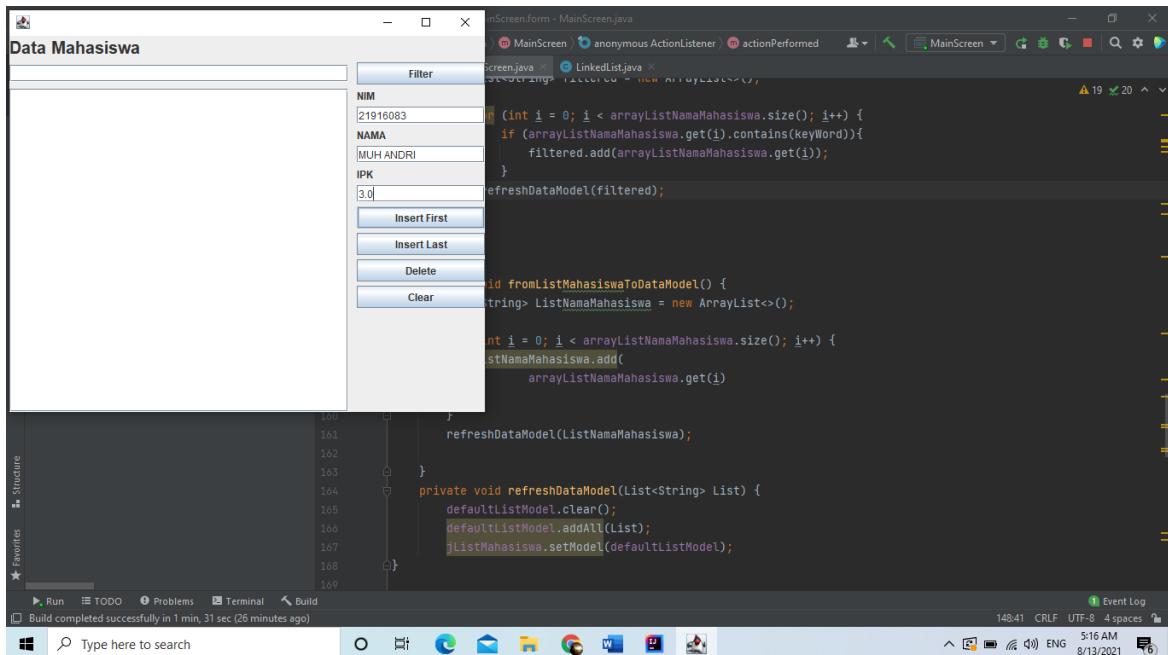 inScreen.form - MainScreen.java
Data Mahasiswa
MainScreen
anonymous ActionListener
actionPerformed
MainScreen
Screen.java
LinkedList.java
Filter
19
20
NIM
21916083
(int i = 0; i < arrayListNamaMahasiswa.size(); i++) {
NAMA
if (arrayListNamaMahasiswa.get(i).contains(keyWord)){
MUH ANDRI
filtered.add(arrayListNamaMahasiswa.get(i));
IPK
}
3.0
efreshDataModel(filtered);
Insert First
Insert Last
Delete
id fromListMahasiswaToDataModel() {
Clear
tring> ListNamaMahasiswa = new ArrayList<>();
nt i = 0; i < arrayListNamaMahasiswa.size(); i++) {
stNamaMahasiswa.add(
arrayListNamaMahasiswa.get(i)
160 }
161 refreshDataModel(ListNamaMahasiswa);
162
163 }
164 private void refreshDataModel(List<String> List) {
165 defaultListModel.clear();
166 defaultListModel.addAll(List);
167 jListMahasiswa.setModel(defaultListModel);
168 }
169
Structure
Favorites
Run
TODO
Problems
Terminal
Build
1 Event Log
Build completed successfully in 1 min, 31 sec (26 minutes ago)
148:41 CRLF UTF-8 4 spaces
Type here to search
ENG
5:16 AM
8/13/2021
6